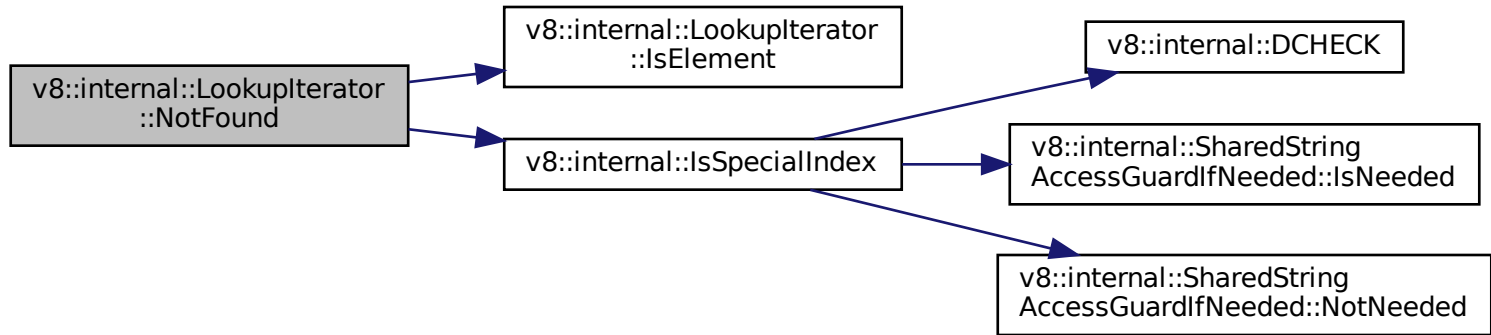 v8::internal::LookupIterator
::NotFound
v8::internal::LookupIterator
::IsElement
v8::internal::IsSpecialIndex
v8::internal::DCHECK
v8::internal::SharedString
AccessGuardIfNeeded::IsNeeded
v8::internal::SharedString
AccessGuardIfNeeded::NotNeeded